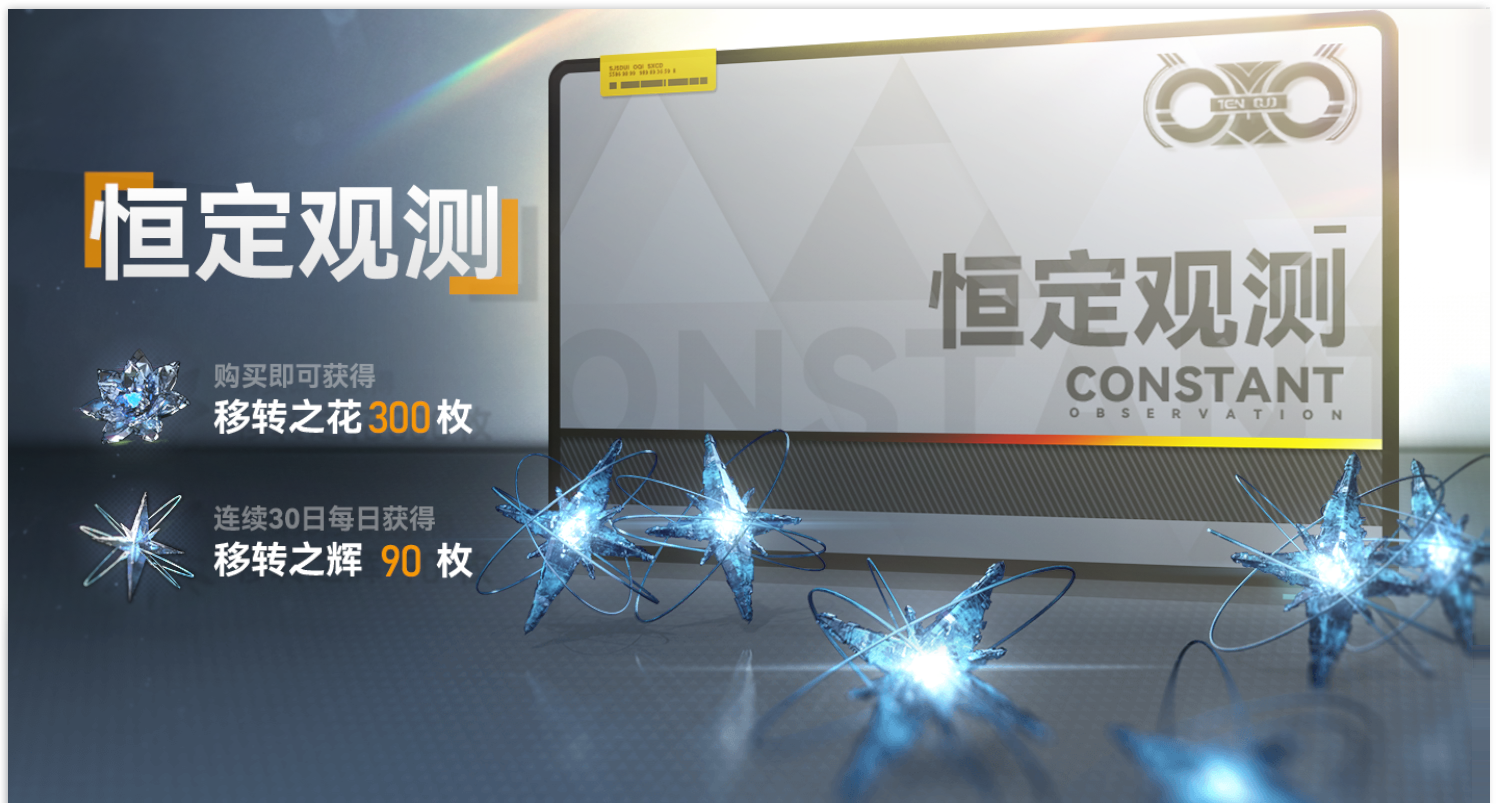 恒定观测
购买即可获得
移转之花300枚
连续30日每日获得
移转之辉 90 枚
恒定观测
CONSTANT
OBSERVATION